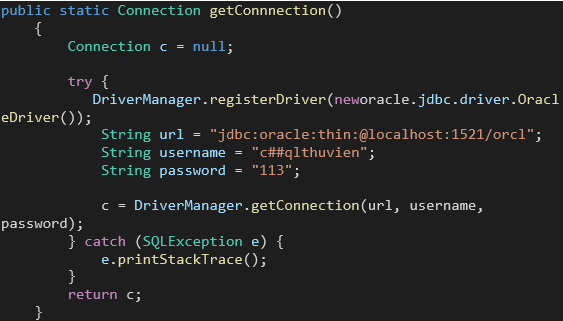 public static Connection getConnnection()
{
Connection c = null;
try {
DriverManager.registerDriver(neworacle.jdbc.driver.Oracl
eDriver());
String url = "jdbc:oracle:thin:@localhost:1521/orcl";
String username = "c##qlthuvien";
String password = "113";
c = DriverManager.getConnection(url, username,
password);
} catch (SQLException e) {
e.printStackTrace();
}
return c;
}